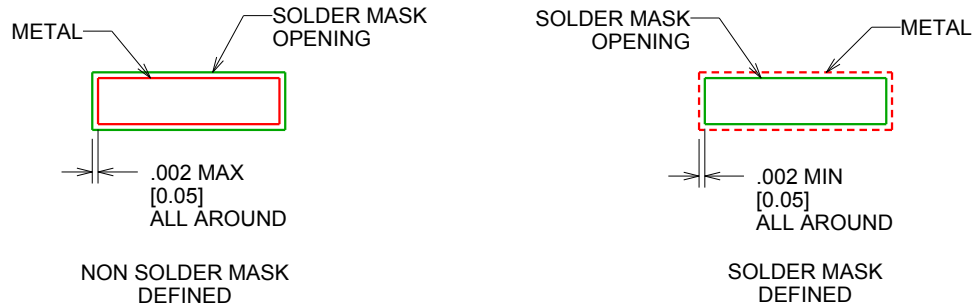 METAL
SOLDER MASK
OPENING
.002 MAX
[0.05]
ALL AROUND
NON SOLDER MASK
DEFINED
SOLDER MASK
OPENING
METAL
.002 MIN
[0.05]
ALL AROUND
SOLDER MASK
DEFINED